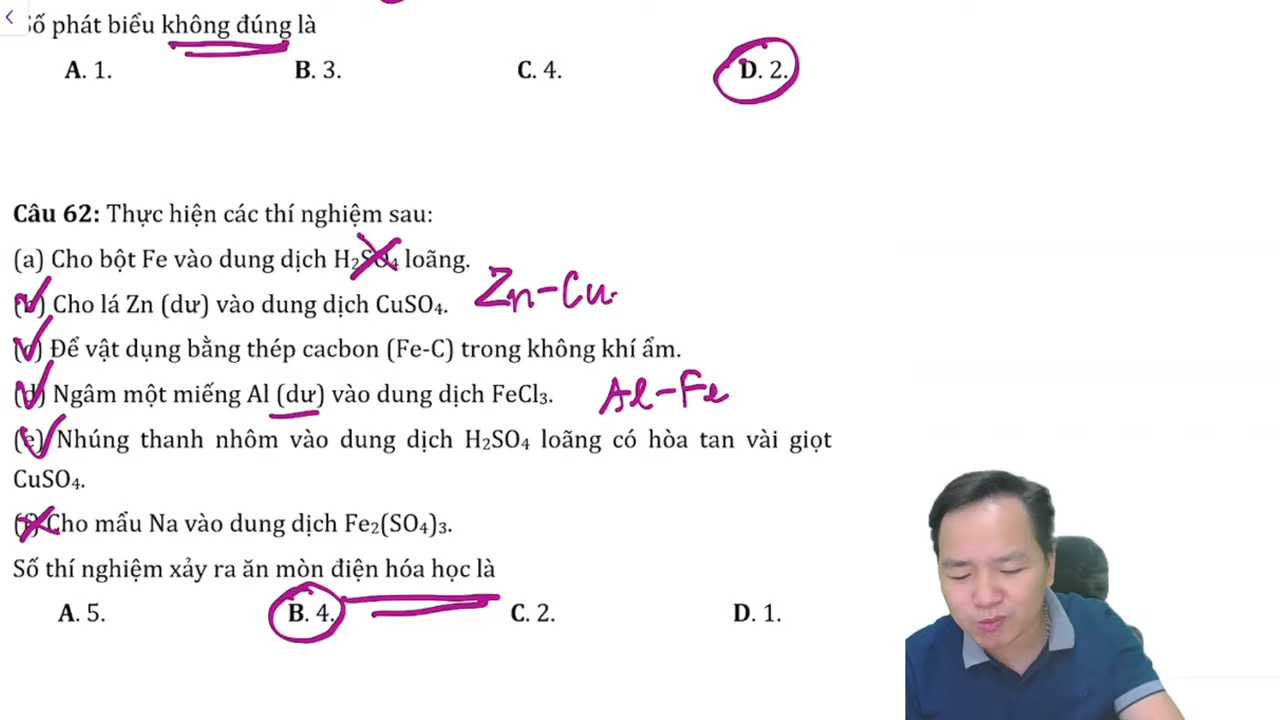 Số phát biểu không đúng là
A. 1. B. 3. C. 4. D. 2.
Câu 62: Thực hiện các thí nghiệm sau:
(a) Cho bột Fe vào dung dịch H₂SO₄ loãng.
(b) Cho lá Zn (dư) vào dung dịch CuSO₄. Zn-Cu
(c) Để vật dụng bằng thép cacbon (Fe-C) trong không khí ẩm.
(d) Ngâm một miếng Al (dư) vào dung dịch FeCl₃. Al-Fe
(e) Nhúng thanh nhôm vào dung dịch H₂SO₄ loãng có hòa tan vài giọt
CuSO₄.
(f) Cho mẩu Na vào dung dịch Fe₂(SO₄)₃.
Số thí nghiệm xảy ra ăn mòn điện hóa học là
A. 5. B. 4. C. 2. D. 1.